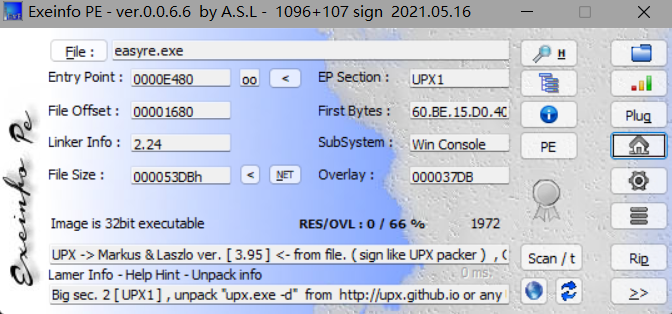 Exeinfo PE - ver.0.0.6.6 by A.S.L - 1096+107 sign 2021.05.16
File : easyre.exe H
Entry Point : 0000E480 oo < EP Section : UPX1
File Offset : 00001680 First Bytes : 60.BE.15.D0.40 Plug
Linker Info : 2.24 SubSystem : Win Console PE
File Size : 000053DBh < NET Overlay : 000037DB
Image is 32bit executable RES/OVL : 0 / 66 % 1972
Exeinfo Pe
UPX -> Markus & Laszlo ver. [ 3.95 ] <- from file. ( sign like UPX packer ) , Scan / t Rip
Lamer Info - Help Hint - Unpack info 0 ms.
Big sec. 2 [ UPX1 ] , unpack "upx.exe -d" from http://upx.github.io or any >>